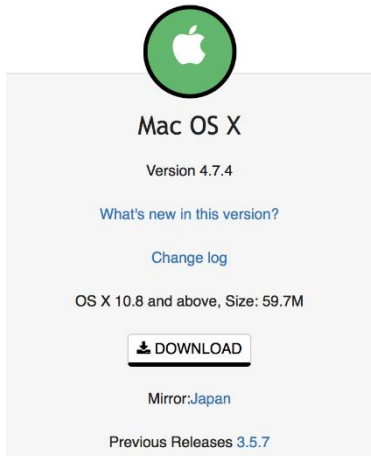 Mac OS X
Version 4.7.4
What's new in this version?
Change log
OS X 10.8 and above, Size: 59.7M
DOWNLOAD
Mirror:Japan
Previous Releases 3.5.7